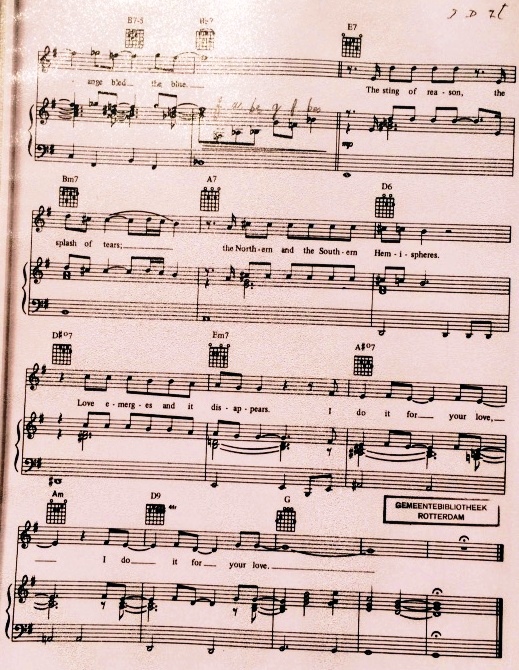 B7-5
E7
ange bled the blue
The sting of rea - son, the
Bm7 A7 D6
splash of tears; the North - ern and the South - ern Hem - i - spheres.
D#°7 Em7 A#°7
Love e - merg - es and it dis - ap - pears. I do it for your love,
GEMEENTEBIBLIOTHEEK
ROTTERDAM
Am D9 G
I do it for your love.